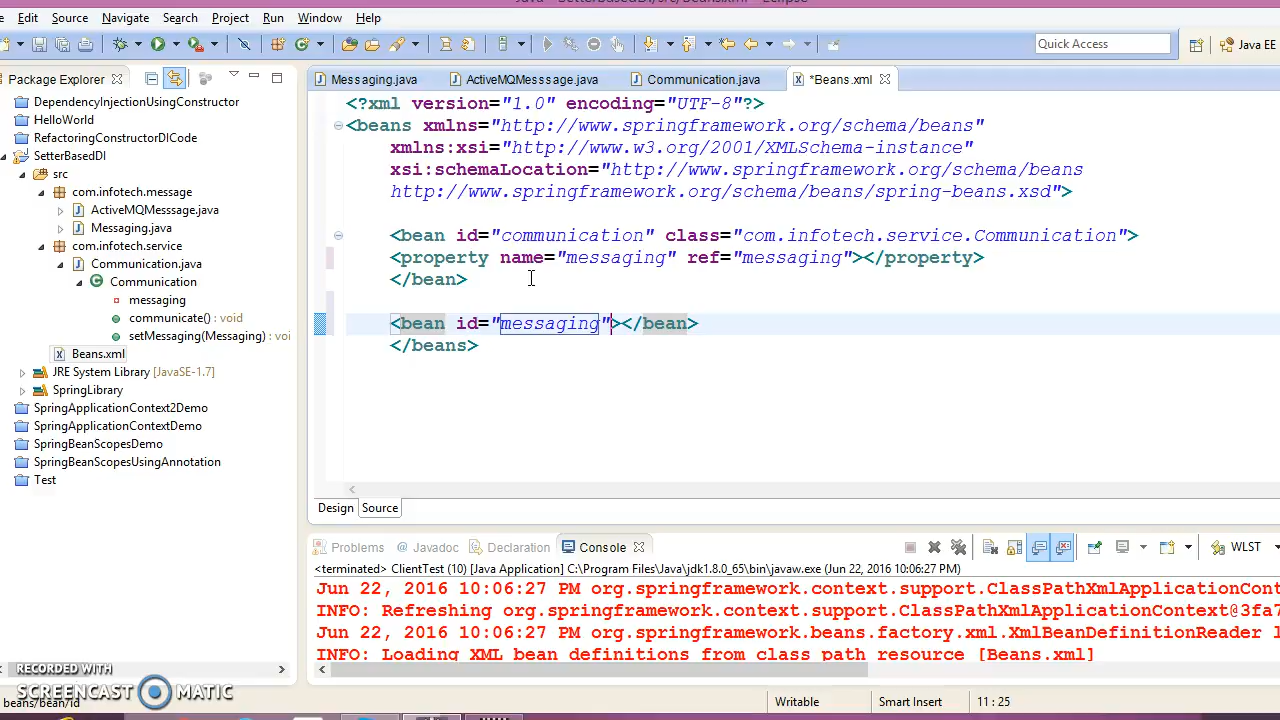 Java - SetterBasedDI/src/Beans.xml - Eclipse
Edit Source Navigate Search Project Run Window Help
Quick Access
Java EE
Package Explorer
Messaging.java ActiveMQMesssage.java Communication.java *Beans.xml
DependencyInjectionUsingConstructor
HelloWorld
RefactoringConstructorDICode
SetterBasedDI
src
com.infotech.message
ActiveMQMesssage.java
Messaging.java
com.infotech.service
Communication.java
Communication
messaging
communicate() : void
setMessaging(Messaging) : voi
Beans.xml
JRE System Library [JavaSE-1.7]
SpringLibrary
SpringApplicationContext2Demo
SpringApplicationContextDemo
SpringBeanScopesDemo
SpringBeanScopesUsingAnnotation
Test
<?xml version="1.0" encoding="UTF-8"?>
<beans xmlns="http://www.springframework.org/schema/beans"
xmlns:xsi="http://www.w3.org/2001/XMLSchema-instance"
xsi:schemaLocation="http://www.springframework.org/schema/beans
http://www.springframework.org/schema/beans/spring-beans.xsd">
<bean id="communication" class="com.infotech.service.Communication">
<property name="messaging" ref="messaging"></property>
</bean>
<bean id="messaging"></bean>
</beans>
Design Source
Problems Javadoc Declaration Console
WLST
<terminated> ClientTest (10) [Java Application] C:\Program Files\Java\jdk1.8.0_65\bin\javaw.exe (Jun 22, 2016 10:06:27 PM)
Jun 22, 2016 10:06:27 PM org.springframework.context.support.ClassPathXmlApplicationCont
INFO: Refreshing org.springframework.context.support.ClassPathXmlApplicationContext@3fa7
Jun 22, 2016 10:06:27 PM org.springframework.beans.factory.xml.XmlBeanDefinitionReader l
INFO: Loading XML bean definitions from class path resource [Beans.xml]
RECORDED WITH
SCREENCAST MATIC
beans/bean/id
Writable
Smart Insert
11 : 25